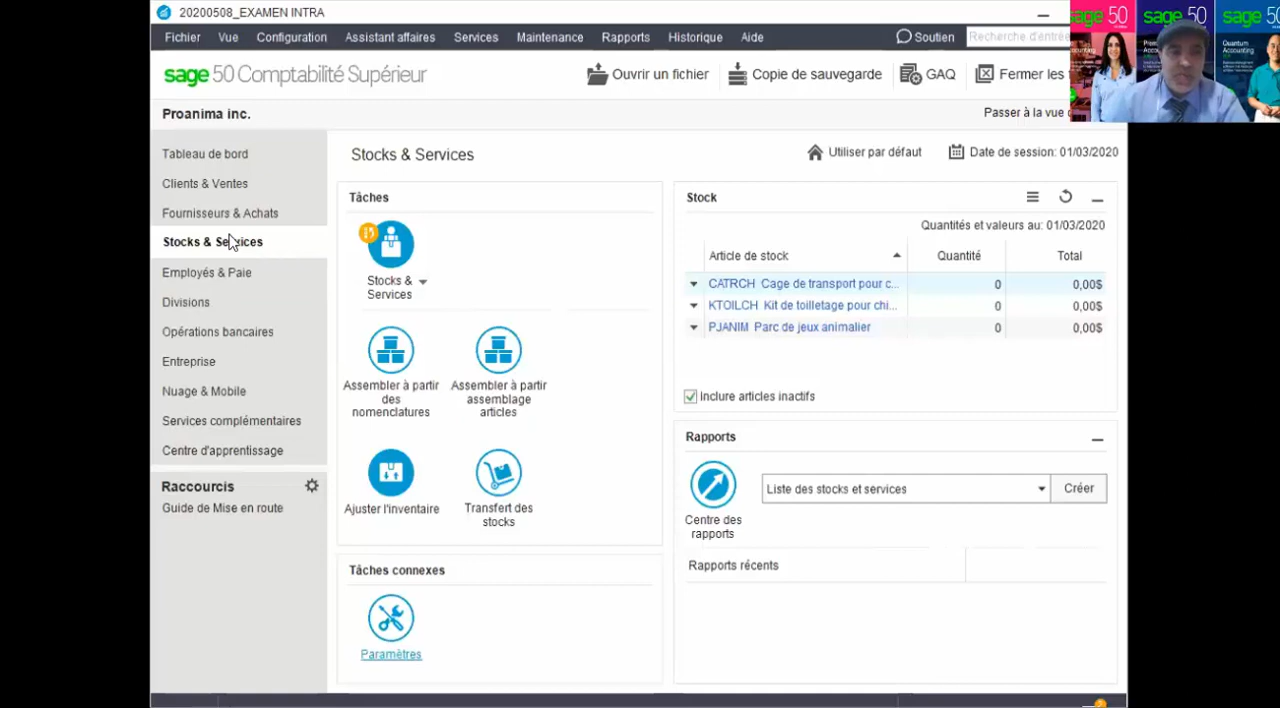 20200508_EXAMEN INTRA
Fichier Vue Configuration Assistant affaires Services Maintenance Rapports Historique Aide Soutien Recherche d'entrée
sage 50 Comptabilité Supérieur Ouvrir un fichier Copie de sauvegarde GAQ Fermer les
sage 50 sage 50 sage 50
Quantum
Accounting
Proanima inc. Passer à la vue
Tableau de bord
Clients & Ventes
Fournisseurs & Achats
Stocks & Services
Employés & Paie
Divisions
Opérations bancaires
Entreprise
Nuage & Mobile
Services complémentaires
Centre d'apprentissage
Raccourcis
Guide de Mise en route
Stocks & Services Utiliser par défaut Date de session: 01/03/2020
Tâches
Stocks &
Services
Assembler à partir
des
nomenclatures
Assembler à partir
assemblage
articles
Ajuster l'inventaire
Transfert des
stocks
Tâches connexes
Paramètres
Stock
Quantités et valeurs au: 01/03/2020
Article de stock Quantité Total
CATRCH Cage de transport pour c... 0 0,00$
KTOILCH Kit de toilletage pour chi... 0 0,00$
PJANIM Parc de jeux animalier 0 0,00$
Inclure articles inactifs
Rapports
Centre des
rapports
Liste des stocks et services Créer
Rapports récents